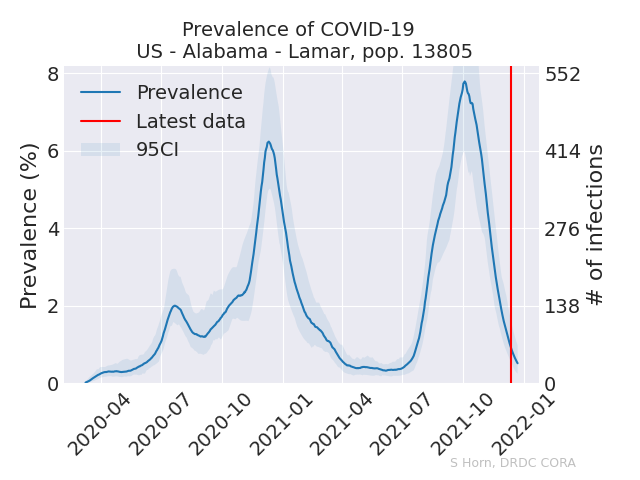 Prevalence of COVID-19
US - Alabama - Lamar, pop. 13805
Prevalence
Latest data
95CI
Prevalence (%)
8
6
4
2
0
552
414
276
138
0
# of infections
2020-04
2020-07
2020-10
2021-01
2021-04
2021-07
2021-10
2022-01
S Horn, DRDC CORA